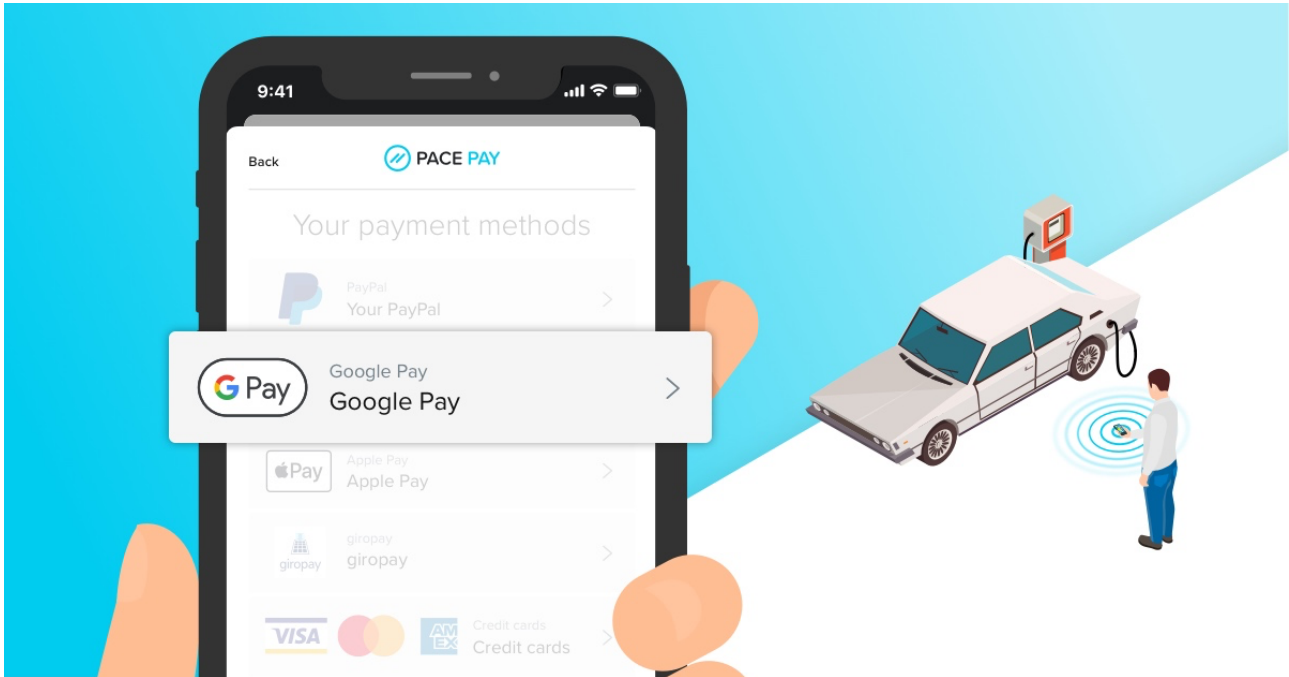 9:41
Back
PACE PAY
Your payment methods
PayPal
Your PayPal
G Pay
Google Pay
Google Pay
Pay
Apple Pay
Apple Pay
giropay
giropay
giropay
VISA
AM
EX
Credit cards
Credit cards